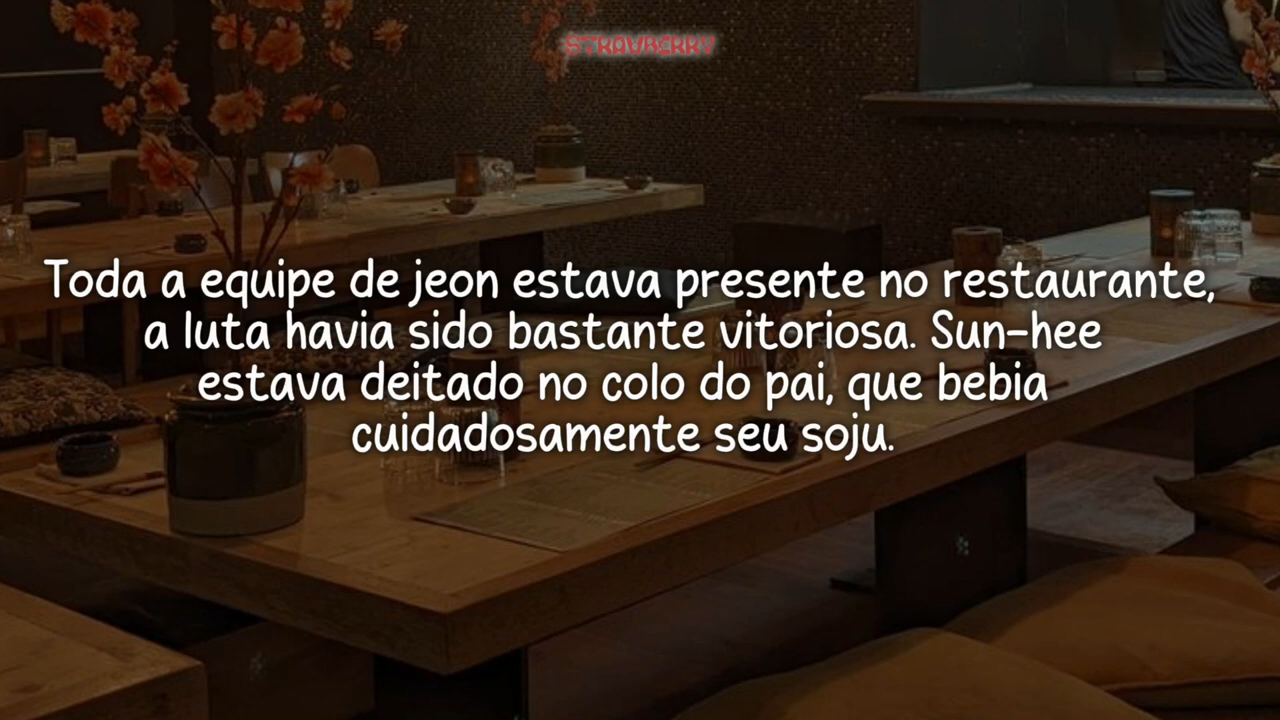 STRAWBERRY
Toda a equipe de jeon estava presente no restaurante,
a luta havia sido bastante vitoriosa. Sun-hee
estava deitado no colo do pai, que bebia
cuidadosamente seu soju.